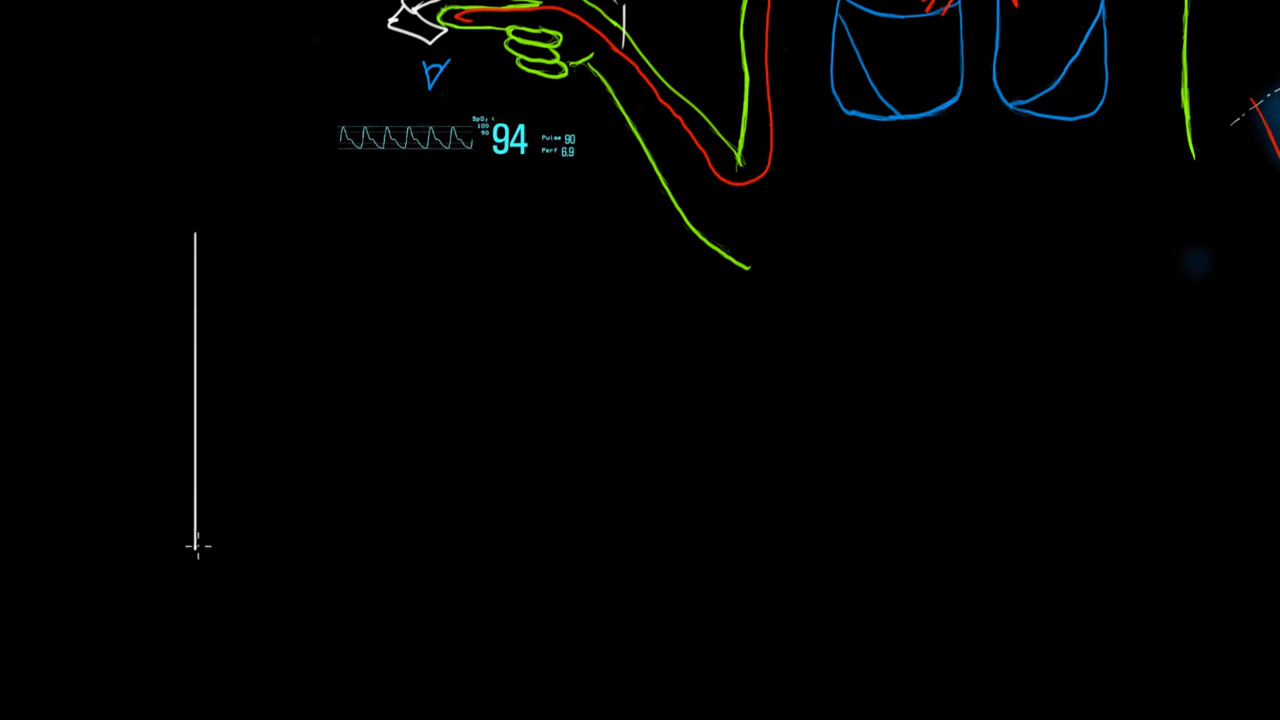 SpO₂ %
100
90
94
Pulse 90
Perf 6.9